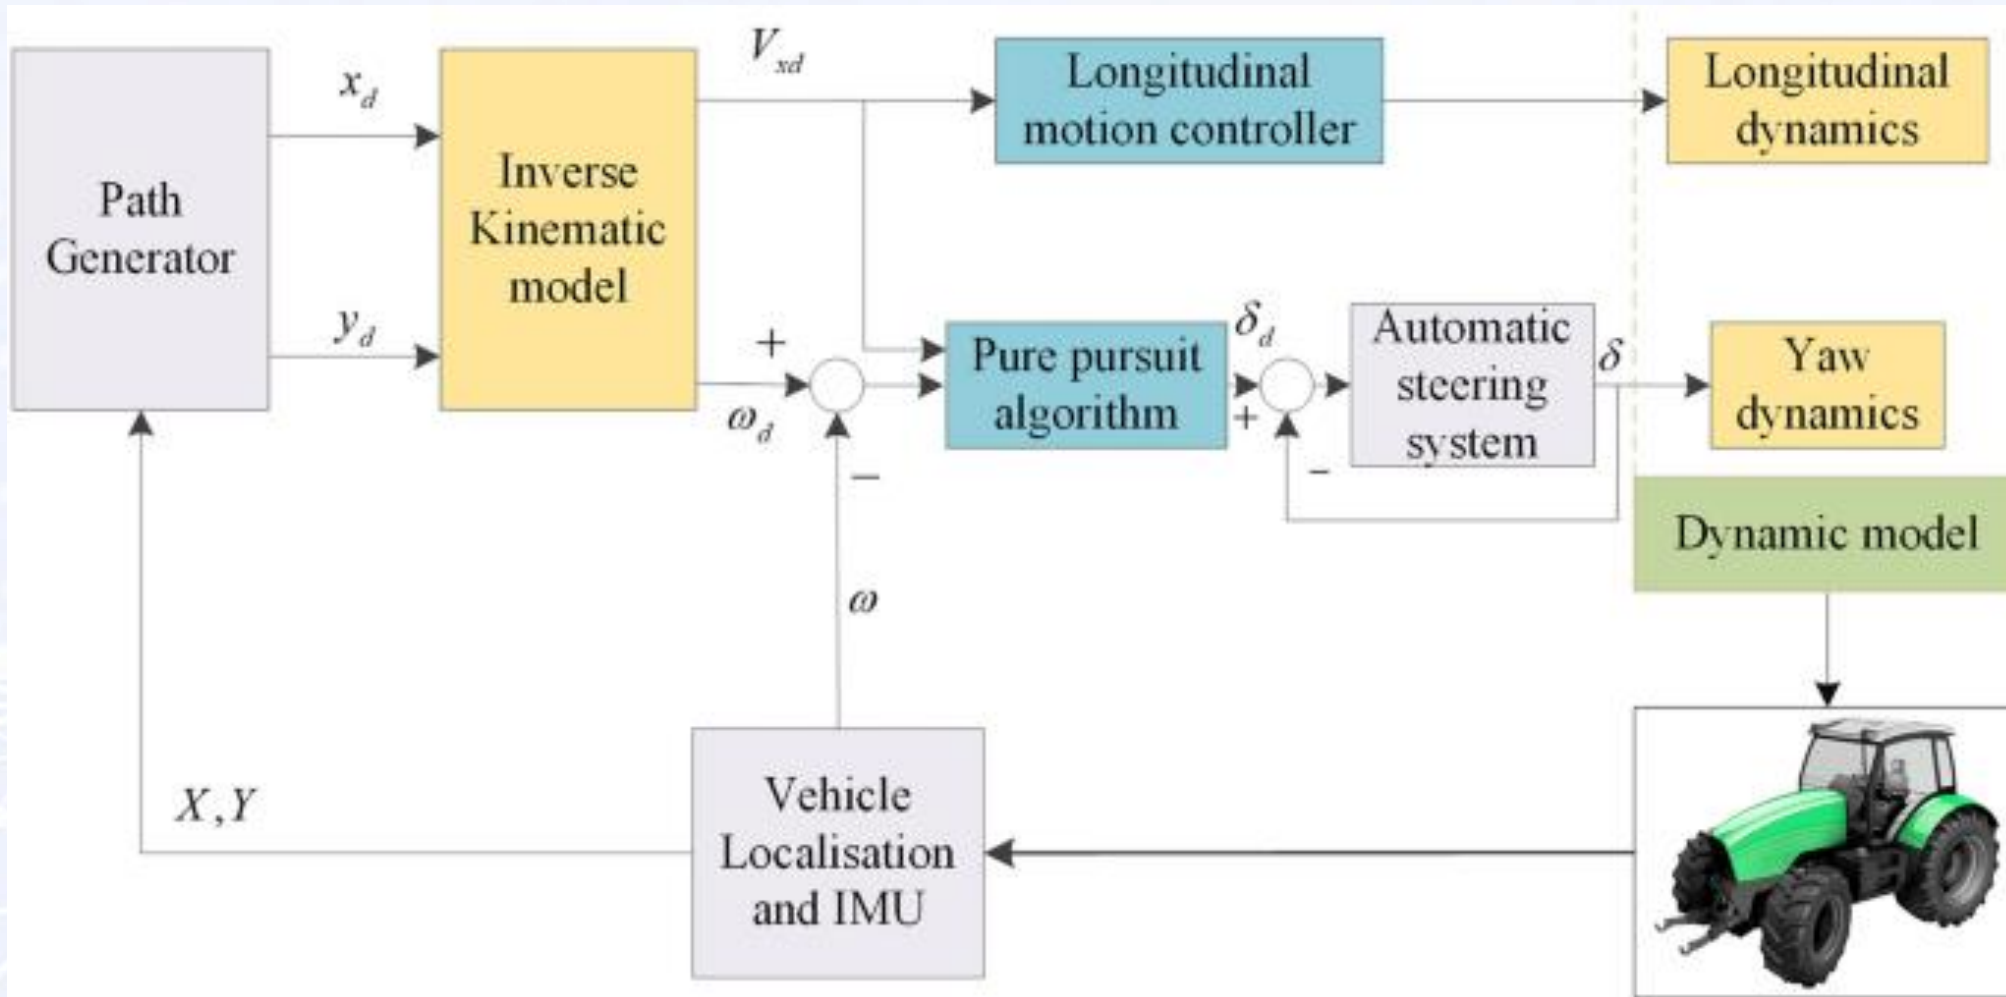 Path
Generator
x_d
y_d
Inverse
Kinematic
model
V_xd
ω_d
+
−
ω
Longitudinal
motion controller
Longitudinal
dynamics
Pure pursuit
algorithm
δ_d
+
-
Automatic
steering
system
δ
Yaw
dynamics
Dynamic model
Vehicle
Localisation
and IMU
X,Y